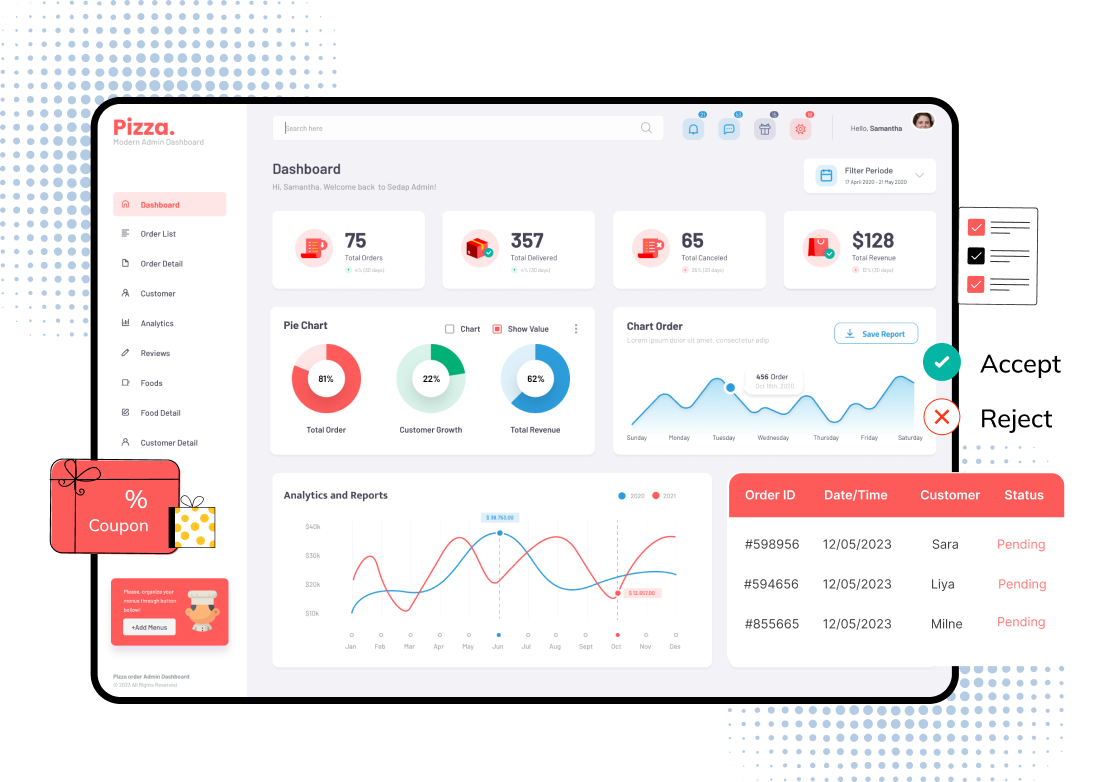 Pizza.
Modern Admin Dashboard
Search here
21
53
15
19
Hello, Samantha
Dashboard
Hi, Samantha. Welcome back to Sedap Admin!
Filter Periode
17 April 2020 - 21 May 2020
Dashboard
Order List
Order Detail
Customer
Analytics
Reviews
Foods
Food Detail
Customer Detail
75
Total Orders
4% (30 days)
357
Total Delivered
4% (30 days)
65
Total Canceled
25% (30 days)
$128
Total Revenue
12% (30 days)
Pie Chart
Chart
Show Value
81%
22%
62%
Total Order
Customer Growth
Total Revenue
Chart Order
Lorem ipsum dolor sit amet, consectetur adip
Save Report
456 Order
Oct 18th, 2020
Sunday
Monday
Tuesday
Wednesday
Thursday
Friday
Saturday
Accept
Reject
% 
Coupon
Please, organize your
menus through button
bellow!
+Add Menus
Pizza order Admin Dashboard
© 2023 All Rights Reserved
Analytics and Reports
2020
2021
$40k
$30k
$20k
$10k
$ 38.753,00
$ 12.657,00
Jan
Feb
Mar
Apr
May
Jun
Jul
Aug
Sept
Oct
Nov
Des
Order ID Date/Time Customer Status
#598956 12/05/2023 Sara Pending
#594656 12/05/2023 Liya Pending
#855665 12/05/2023 Milne Pending